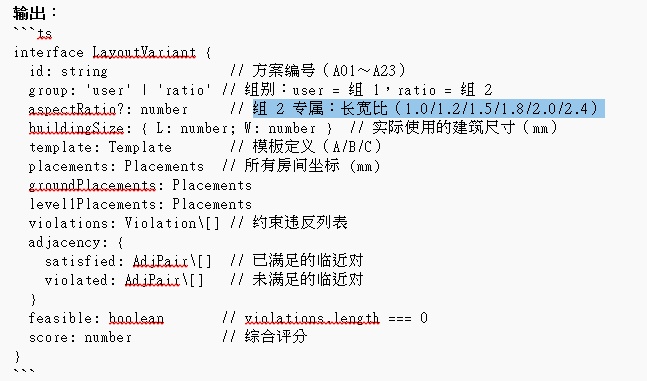 输出：
```ts
interface LayoutVariant {
  id: string                 // 方案编号（A01～A23）
  group: 'user' | 'ratio' // 组别：user = 组 1，ratio = 组 2
  aspectRatio?: number     // 组 2 专属：长宽比（1.0/1.2/1.5/1.8/2.0/2.4）
  buildingSize: { L: number; W: number }  // 实际使用的建筑尺寸（mm）
  template: Template       // 模板定义（A/B/C）
  placements: Placements  // 所有房间坐标 (mm)
  groundPlacements: Placements
  level1Placements: Placements
  violations: Violation\[] // 约束违反列表
  adjacency: {
    satisfied: AdjPair\[]  // 已满足的临近对
    violated: AdjPair\[]   // 未满足的临近对
  }
  feasible: boolean       // violations.length === 0
  score: number           // 综合评分
}
```